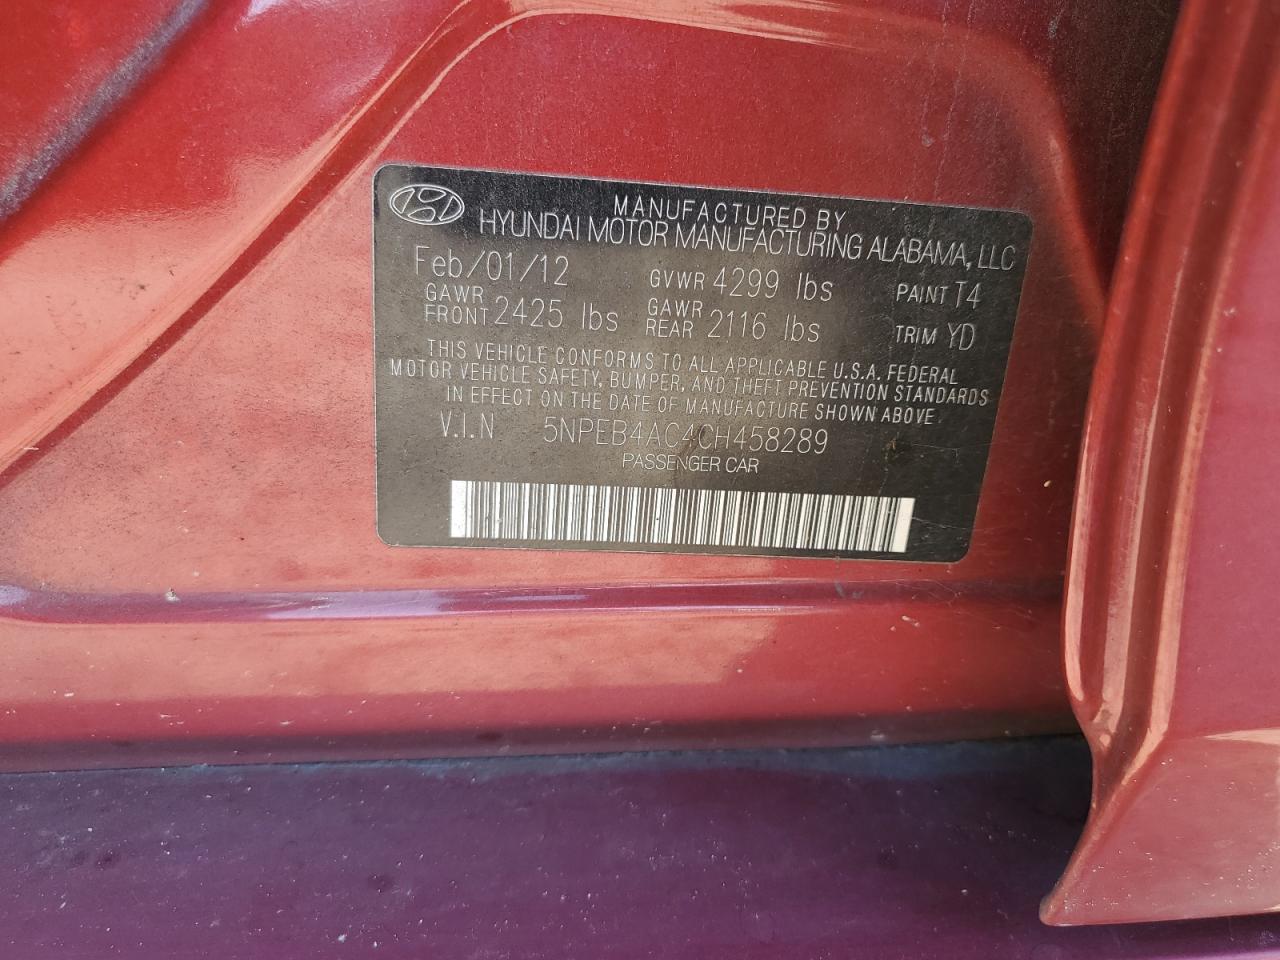 MANUFACTURED BY
HYUNDAI MOTOR MANUFACTURING ALABAMA, LLC
Feb/01/12 GVWR 4299 lbs PAINT T4
GAWR FRONT 2425 lbs GAWR REAR 2116 lbs TRIM YD
THIS VEHICLE CONFORMS TO ALL APPLICABLE U.S.A. FEDERAL
MOTOR VEHICLE SAFETY, BUMPER, AND THEFT PREVENTION STANDARDS
IN EFFECT ON THE DATE OF MANUFACTURE SHOWN ABOVE.
V.I.N 5NPEB4AC4CH458289
PASSENGER CAR